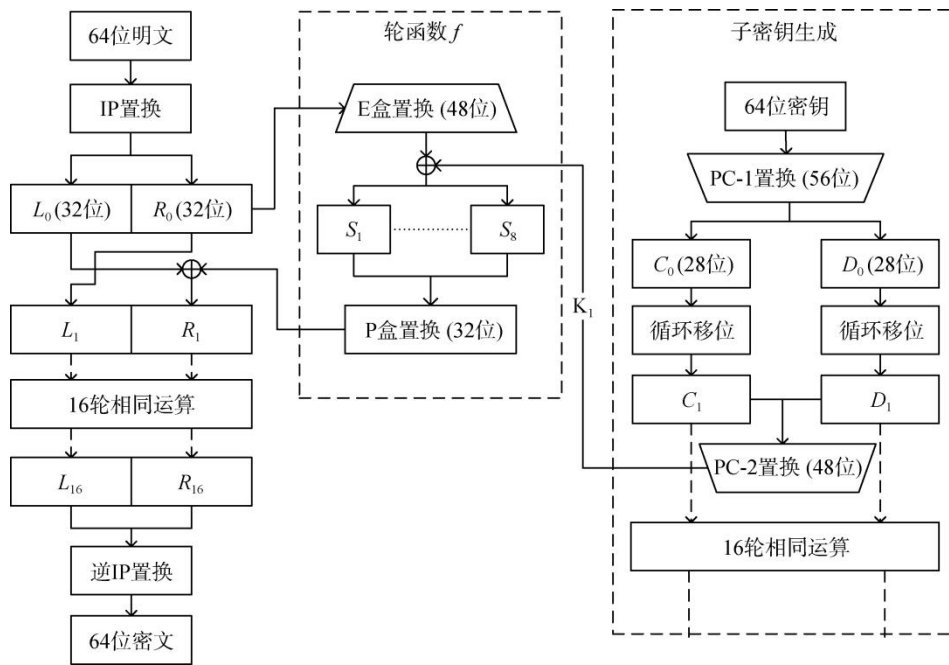 64位明文
IP置换
L₀(32位)
R₀(32位)
L₁
R₁
16轮相同运算
L₁₆
R₁₆
逆IP置换
64位密文
轮函数 f
E盒置换 (48位)
S₁
S₈
P盒置换 (32位)
K₁
子密钥生成
64位密钥
PC-1置换 (56位)
C₀(28位)
D₀(28位)
循环移位
循环移位
C₁
D₁
PC-2置换 (48位)
16轮相同运算